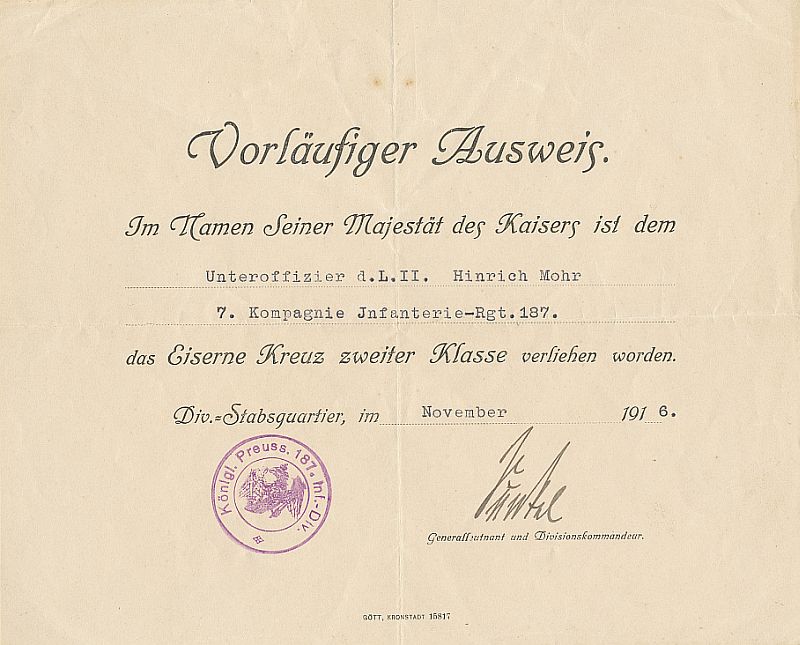 Vorläufiger Ausweis.
Im Namen Seiner Majestät des Kaisers ist dem
Unteroffizier d.L.II. Hinrich Mohr
7. Kompagnie Jnfanterie-Rgt.187.
das Eiserne Kreuz zweiter Klasse verliehen worden.
Div.=Stabsquartier, im November 1916.
Königl. Preuss. 187. Inf.-Div.
Generalleutnant und Divisionskommandeur.
GÖTT, KRONSTADT 15817